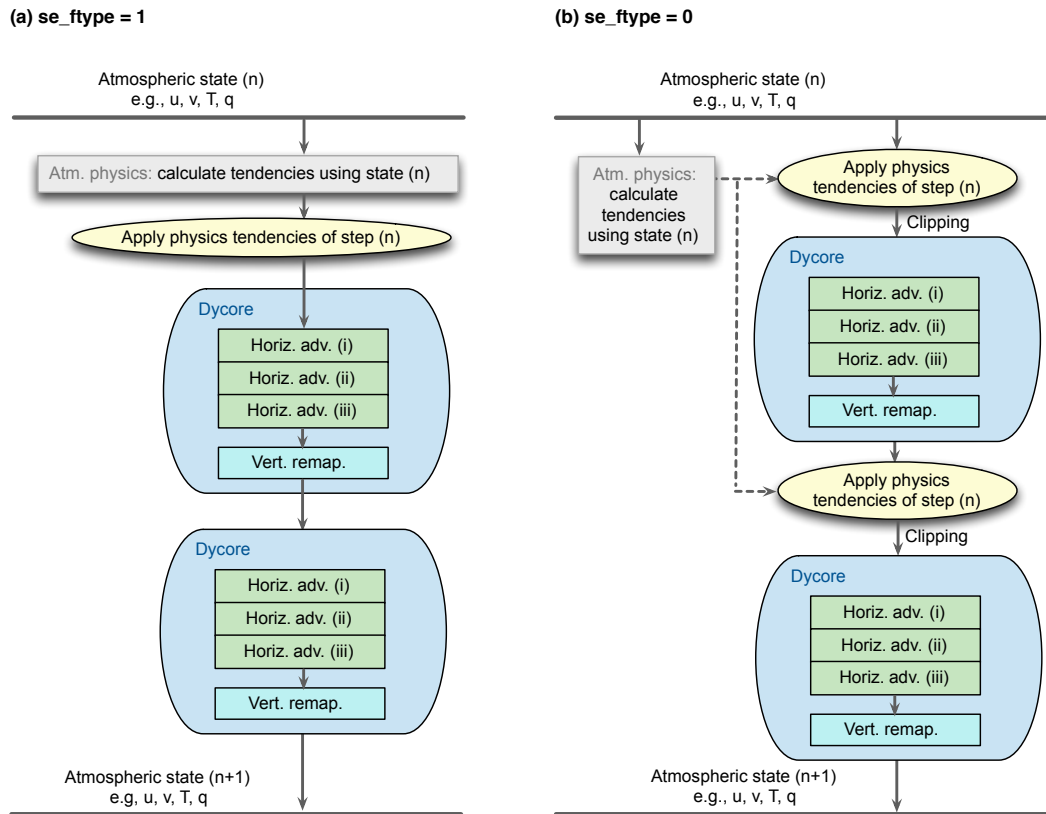 (a) se_ftype = 1
Atmospheric state (n)
e.g., u, v, T, q
Atm. physics: calculate tendencies using state (n)
Apply physics tendencies of step (n)
Dycore
Horiz. adv. (i)
Horiz. adv. (ii)
Horiz. adv. (iii)
Vert. remap.
Dycore
Horiz. adv. (i)
Horiz. adv. (ii)
Horiz. adv. (iii)
Vert. remap.
Atmospheric state (n+1)
e.g, u, v, T, q
(b) se_ftype = 0
Atmospheric state (n)
e.g., u, v, T, q
Atm. physics:
calculate
tendencies
using state (n)
Apply physics
tendencies of step (n)
Clipping
Dycore
Horiz. adv. (i)
Horiz. adv. (ii)
Horiz. adv. (iii)
Vert. remap.
Apply physics
tendencies of step (n)
Clipping
Dycore
Horiz. adv. (i)
Horiz. adv. (ii)
Horiz. adv. (iii)
Vert. remap.
Atmospheric state (n+1)
e.g., u, v, T, q